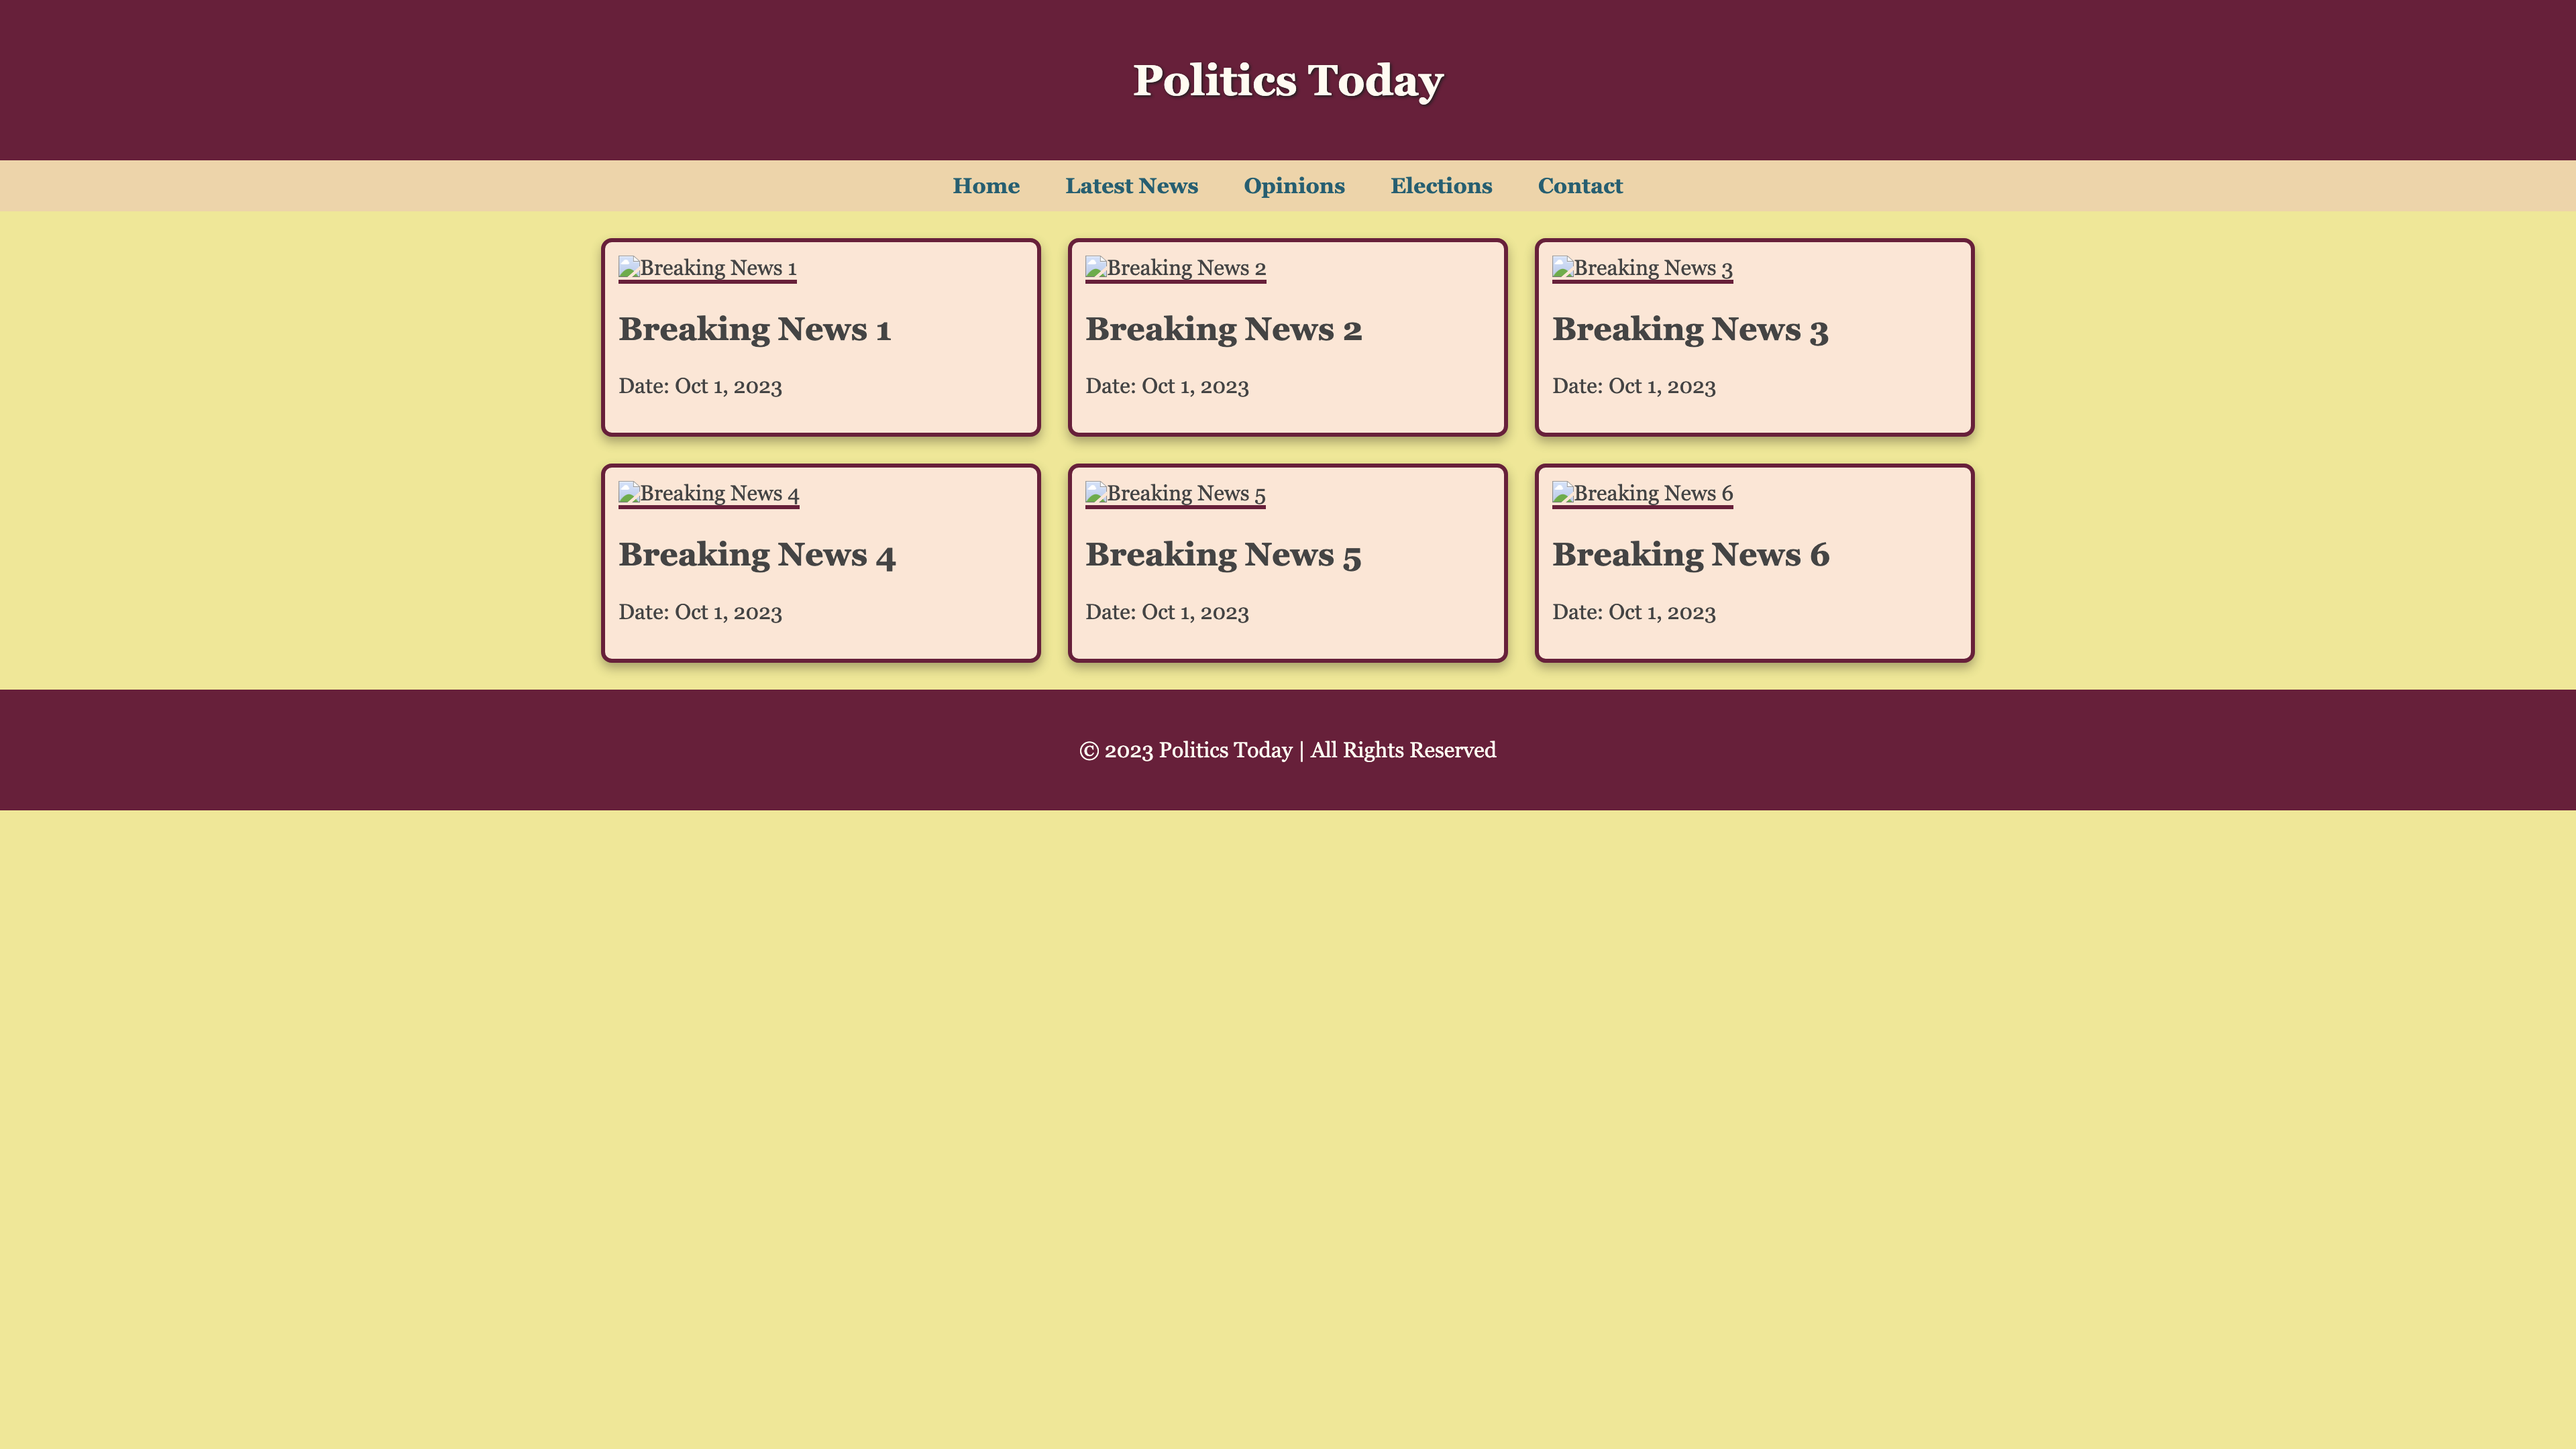 Politics Today
Home Latest News Opinions Elections Contact
Breaking News 1
Breaking News 1
Date: Oct 1, 2023
Breaking News 2
Breaking News 2
Date: Oct 1, 2023
Breaking News 3
Breaking News 3
Date: Oct 1, 2023
Breaking News 4
Breaking News 4
Date: Oct 1, 2023
Breaking News 5
Breaking News 5
Date: Oct 1, 2023
Breaking News 6
Breaking News 6
Date: Oct 1, 2023
© 2023 Politics Today | All Rights Reserved